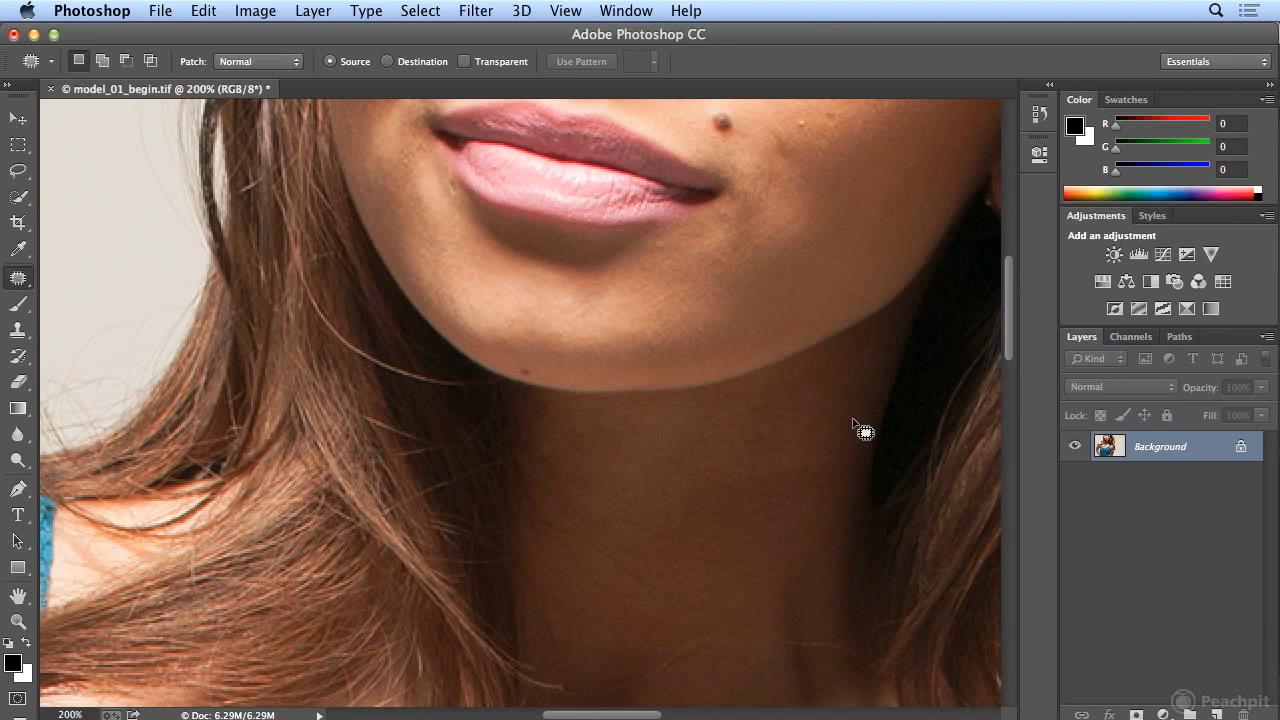 Photoshop File Edit Image Layer Type Select Filter 3D View Window Help
Adobe Photoshop CC
Patch: Normal Source Destination Transparent Use Pattern Essentials
× © model_01_begin.tif @ 200% (RGB/8*) *
Color Swatches
R 0
G 0
B 0
Adjustments Styles
Add an adjustment
Layers Channels Paths
Kind
Normal Opacity: 100%
Lock: Fill: 100%
Background
T
fx
Peachpit
200% © Doc: 6.29M/6.29M